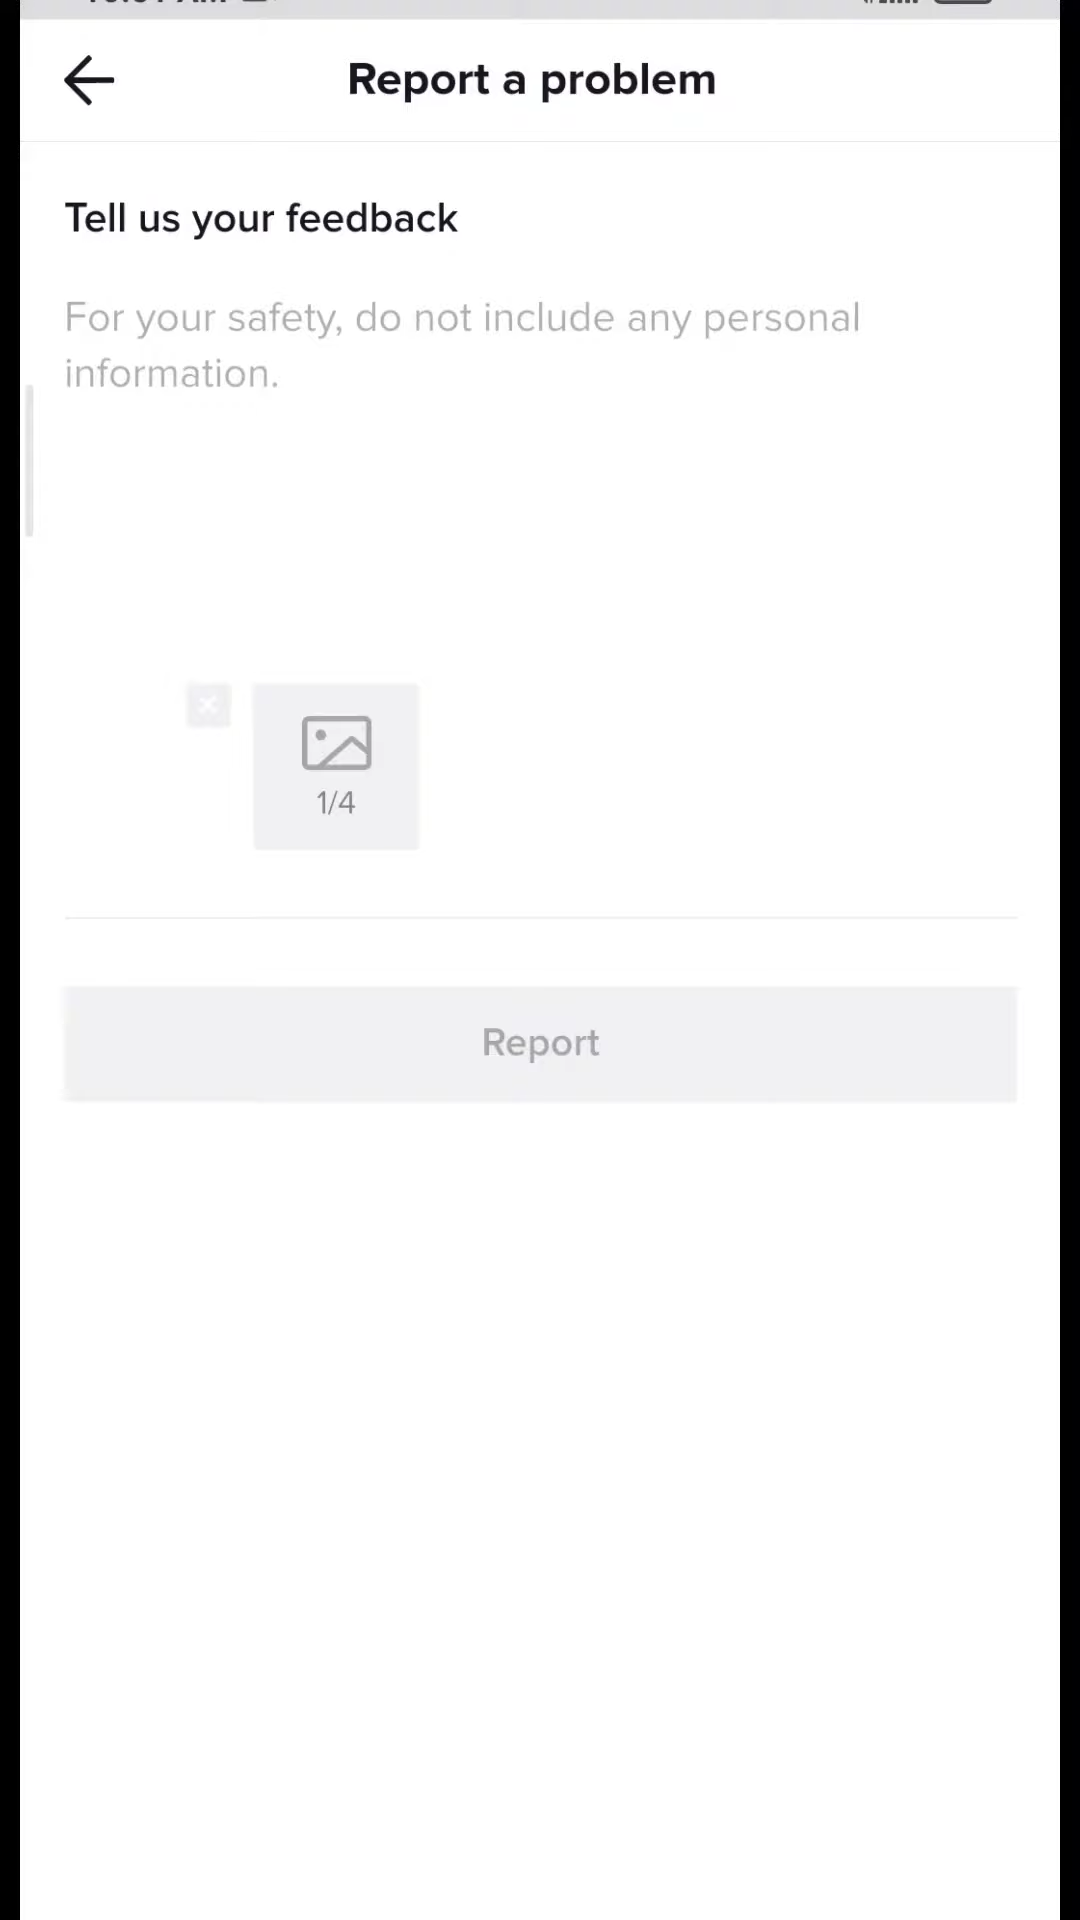 Report a problem
Tell us your feedback
For your safety, do not include any personal
information.
1/4
Report